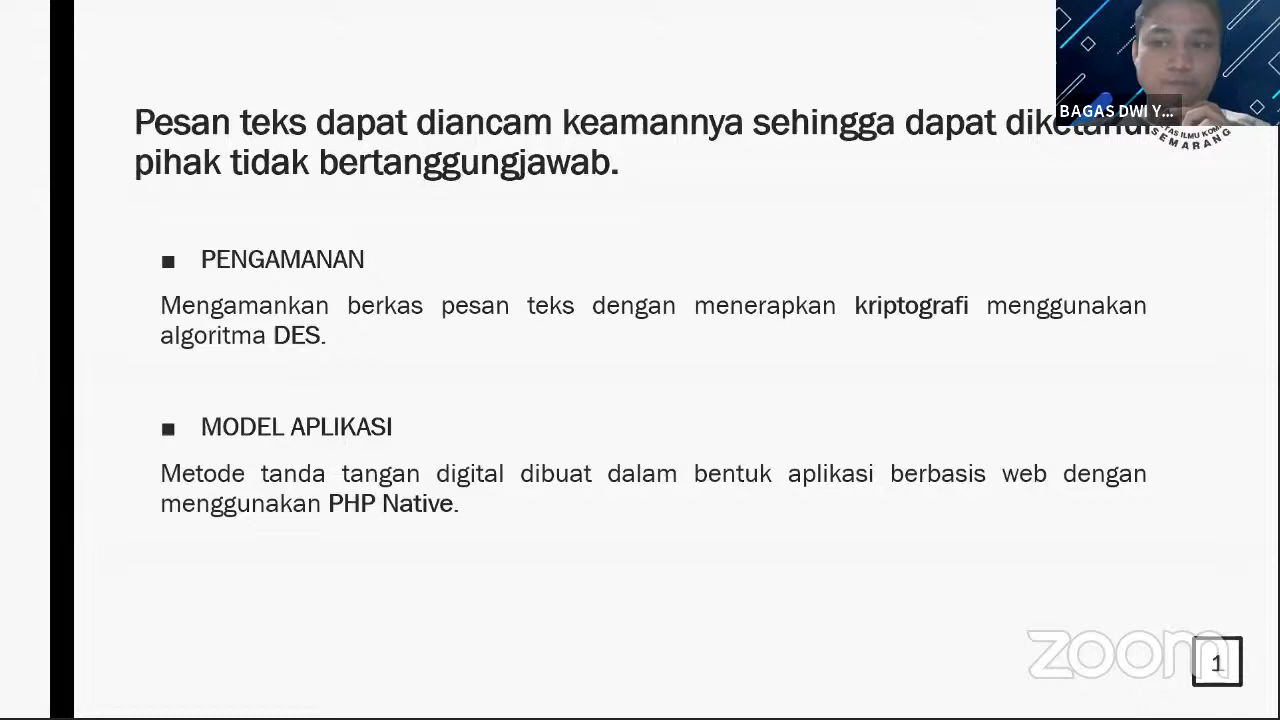 Pesan teks dapat diancam keamannya sehingga dapat
pihak tidak bertanggungjawab.
BAGAS DWI Y...
SEMARANG
■ PENGAMANAN
Mengamankan berkas pesan teks dengan menerapkan kriptografi menggunakan
algoritma DES.
■ MODEL APLIKASI
Metode tanda tangan digital dibuat dalam bentuk aplikasi berbasis web dengan
menggunakan PHP Native.
zoom
1